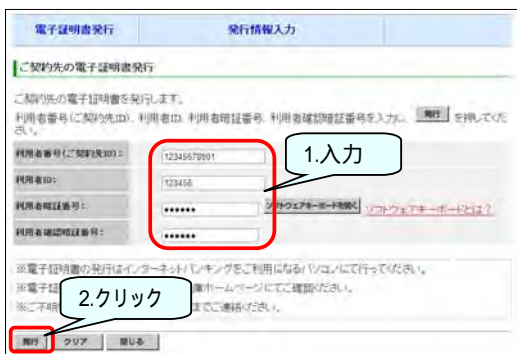 電子証明書発行
発行情報入力
ご契約先の電子証明書発行
ご契約先の電子証明書を発行します。
利用者番号(ご契約先ID)、利用者ID、利用者暗証番号、利用者確認暗証番号を入力し、 発行 を押してくだ
さい。
利用者番号(ご契約先ID): 12345678901
利用者ID: 123456
利用者暗証番号: ●●●●●● ソフトウェアキーボードを開く ソフトウェアキーボードとは?
利用者確認暗証番号: ●●●●●●
1.入力
※電子証明書の発行はインターネットバンキングをご利用になるパソコンにて行ってください。
※電子証 庫ホームページにてご確認ください。
※ご不明 までご連絡ください。
2.クリック
発行 クリア 閉じる